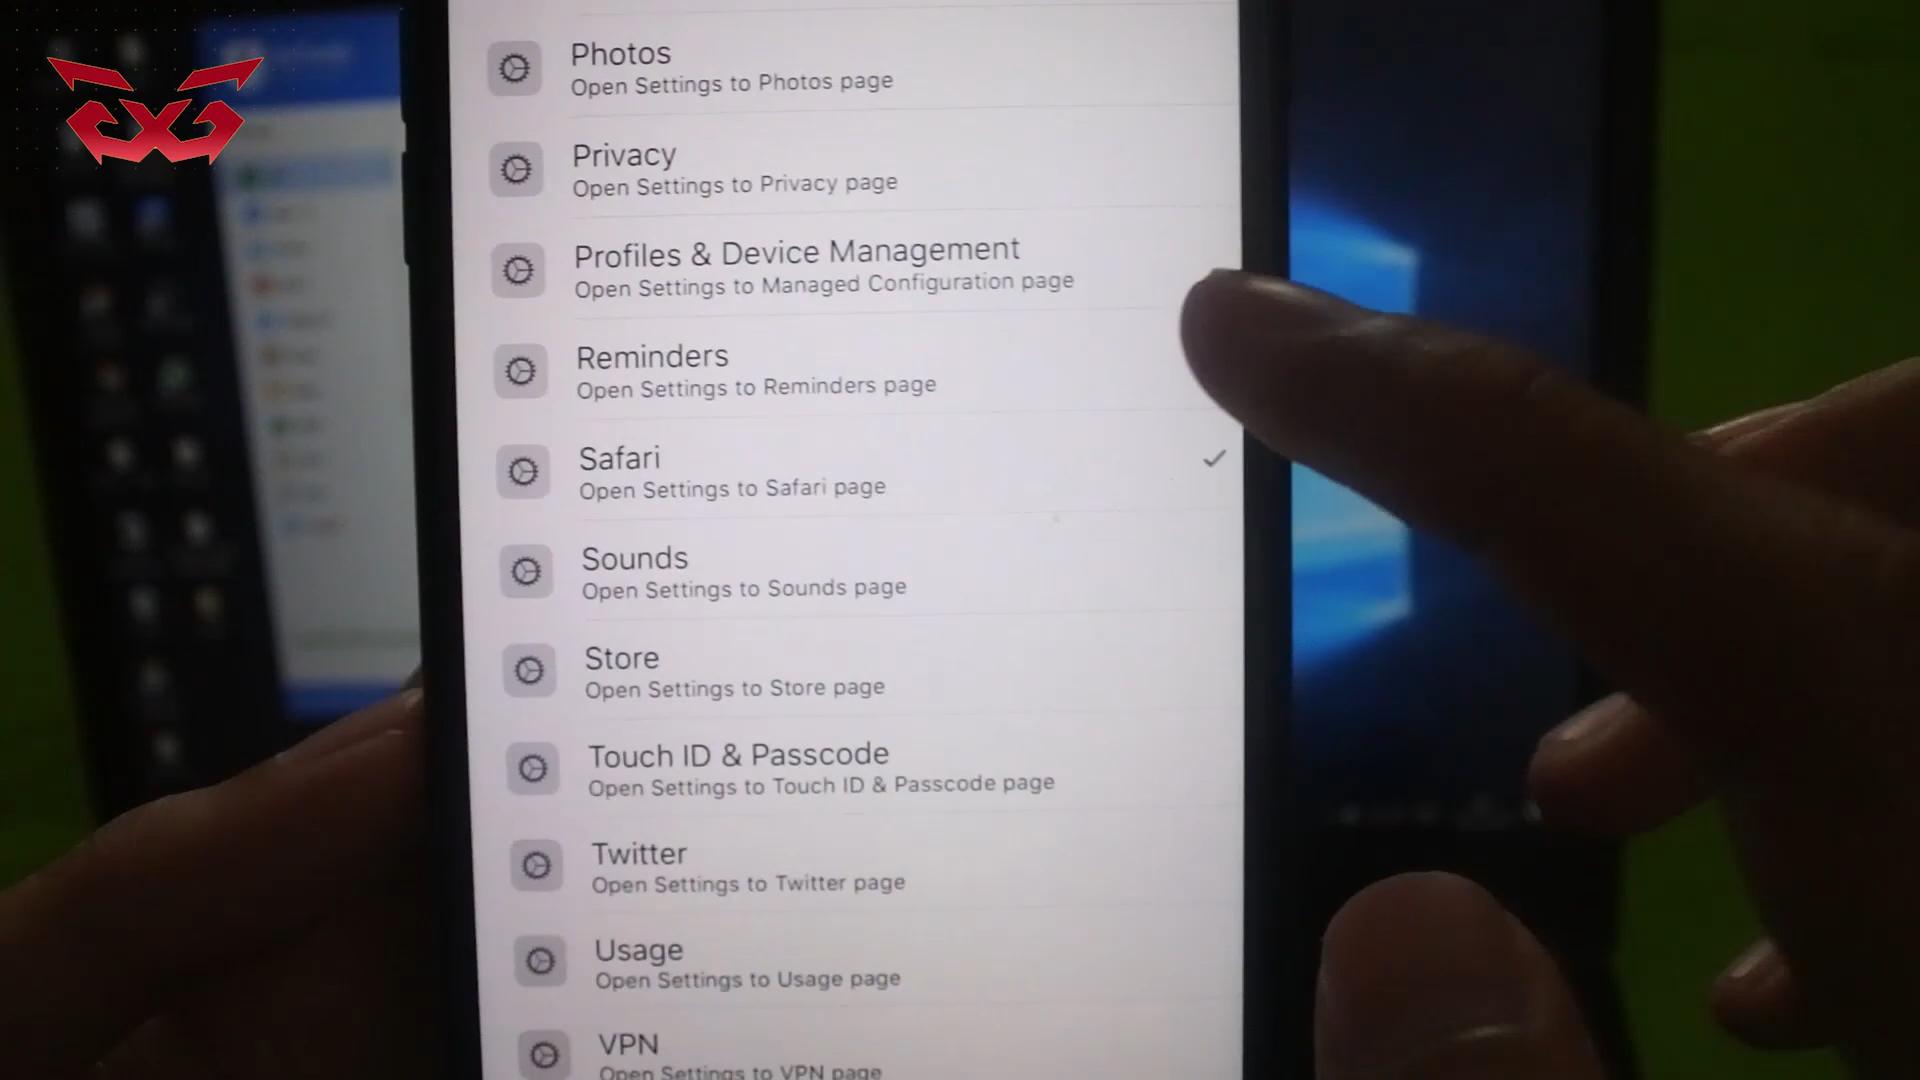 Photos
Open Settings to Photos page
Privacy
Open Settings to Privacy page
Profiles & Device Management
Open Settings to Managed Configuration page
Reminders
Open Settings to Reminders page
Safari
Open Settings to Safari page
Sounds
Open Settings to Sounds page
Store
Open Settings to Store page
Touch ID & Passcode
Open Settings to Touch ID & Passcode page
Twitter
Open Settings to Twitter page
Usage
Open Settings to Usage page
VPN
Open Settings to VPN page